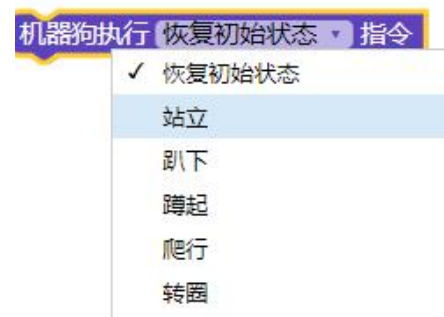 机器狗执行 恢复初始状态 指令
✓ 恢复初始状态
站立
趴下
蹲起
爬行
转圈